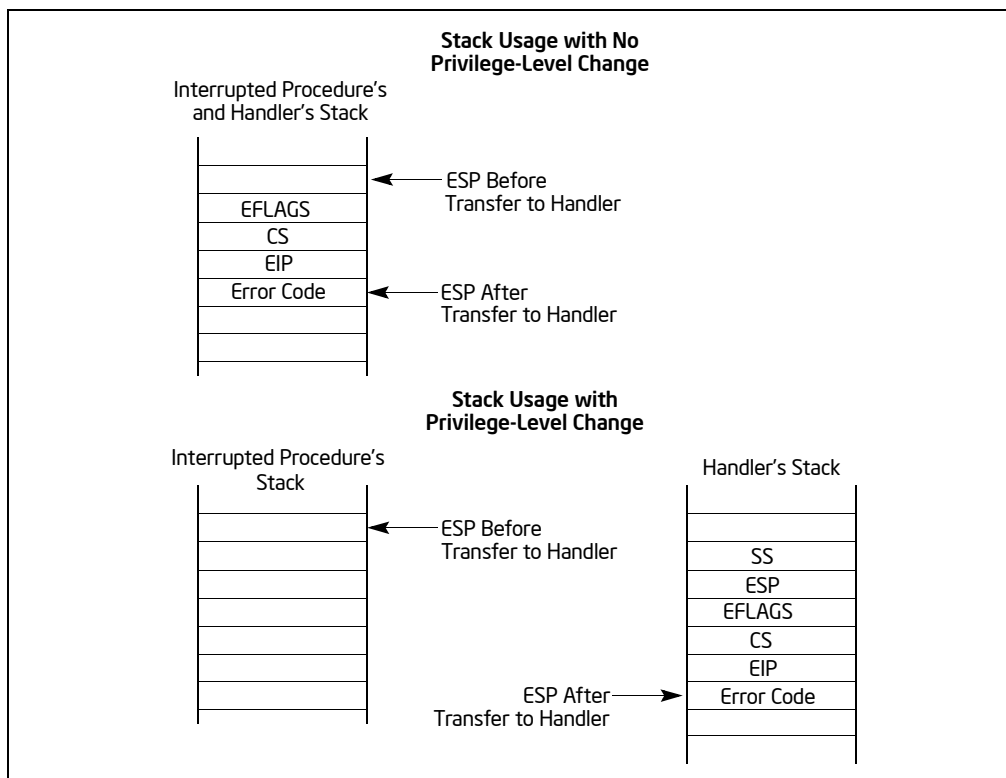 Stack Usage with No
Privilege-Level Change
Interrupted Procedure's
and Handler's Stack
ESP Before
Transfer to Handler
EFLAGS
CS
EIP
Error Code
ESP After
Transfer to Handler
Stack Usage with
Privilege-Level Change
Interrupted Procedure's
Stack
Handler's Stack
ESP Before
Transfer to Handler
SS
ESP
EFLAGS
CS
EIP
Error Code
ESP After
Transfer to Handler